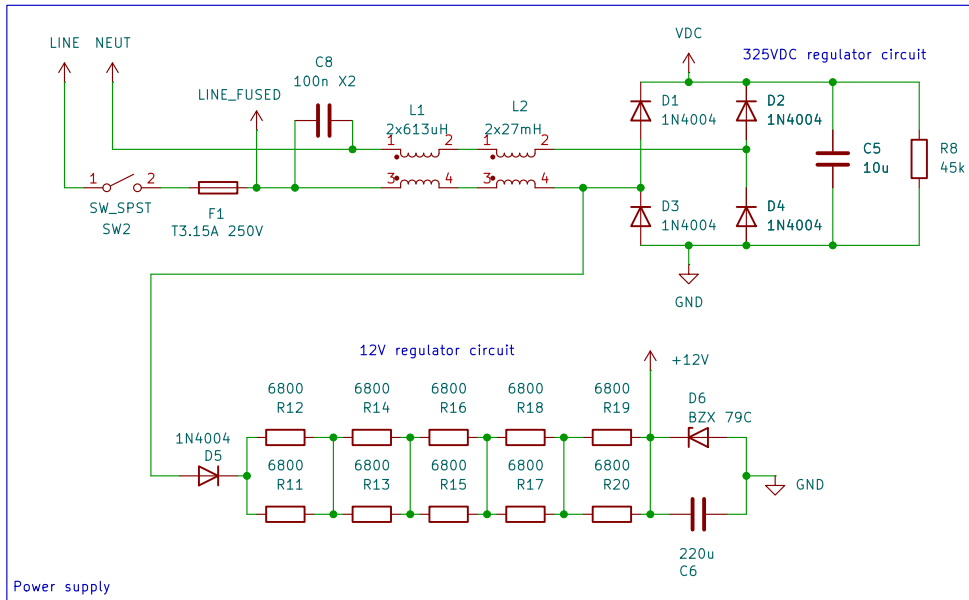 LINE NEUT
VDC
325VDC regulator circuit
C8
100n X2
LINE_FUSED
L1
2x613uH
L2
2x27mH
D1
1N4004
D2
1N4004
1 2
1 2
C5
10u
R8
45k
1 2
3 4
3 4
SW_SPST
SW2
F1
T3.15A 250V
D3
1N4004
D4
1N4004
GND
12V regulator circuit
+12V
6800
R12
6800
R14
6800
R16
6800
R18
6800
R19
D6
BZX 79C
1N4004
D5
6800
R11
6800
R13
6800
R15
6800
R17
6800
R20
GND
220u
C6
Power supply